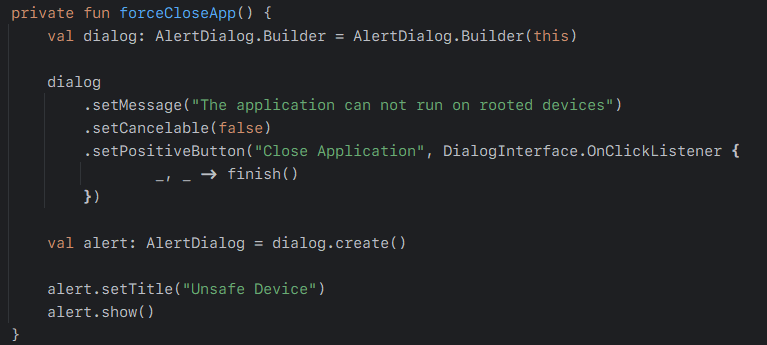 private fun forceCloseApp() {
    val dialog: AlertDialog.Builder = AlertDialog.Builder(this)

    dialog
        .setMessage("The application can not run on rooted devices")
        .setCancelable(false)
        .setPositiveButton("Close Application", DialogInterface.OnClickListener {
                _, _ -> finish()
        })

    val alert: AlertDialog = dialog.create()

    alert.setTitle("Unsafe Device")
    alert.show()
}